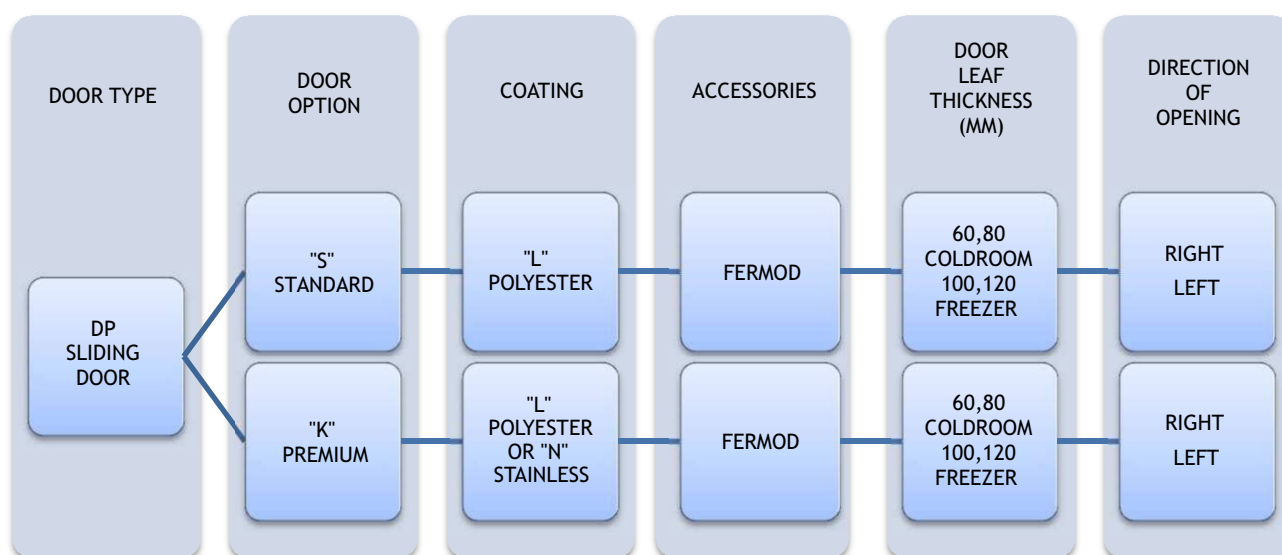 DOOR TYPE
DOOR
OPTION
COATING
ACCESSORIES
DOOR
LEAF
THICKNESS
(MM)
DIRECTION
OF
OPENING
DP
SLIDING
DOOR
"S"
STANDARD
"L"
POLYESTER
FERMOD
60,80
COLDROOM
100,120
FREEZER
RIGHT
LEFT
"K"
PREMIUM
"L"
POLYESTER
OR "N"
STAINLESS
FERMOD
60,80
COLDROOM
100,120
FREEZER
RIGHT
LEFT